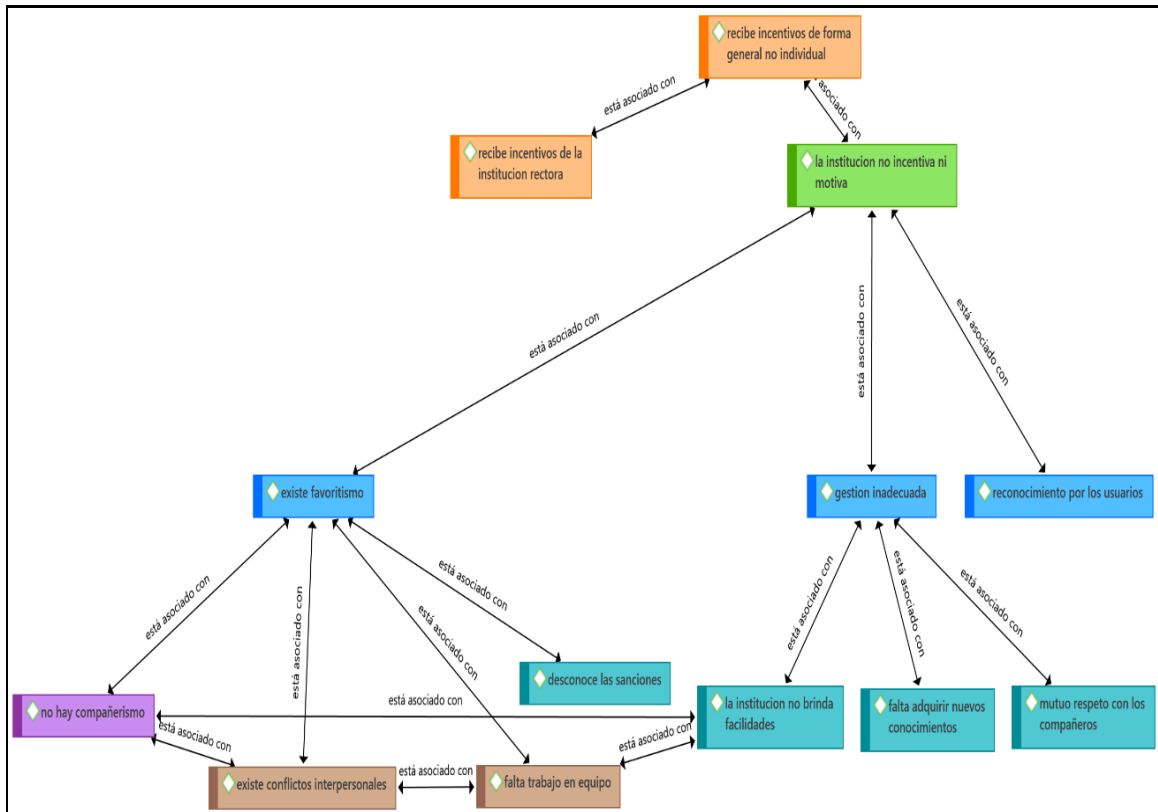 recibe incentivos de forma
general no individual
está asociado con
está asociado con
recibe incentivos de la
institucion rectora
la institucion no incentiva ni
motiva
está asociado con
está asociado con
está asociado con
existe favoritismo
gestion inadecuada
reconocimiento por los usuarios
está asociado con
está asociado con
está asociado con
está asociado con
está asociado con
está asociado con
está asociado con
desconoce las sanciones
no hay compañerismo
está asociado con
la institucion no brinda
facilidades
falta adquirir nuevos
conocimientos
mutuo respeto con los
compañeros
está asociado con
está asociado con
está asociado con
existe conflictos interpersonales
falta trabajo en equipo